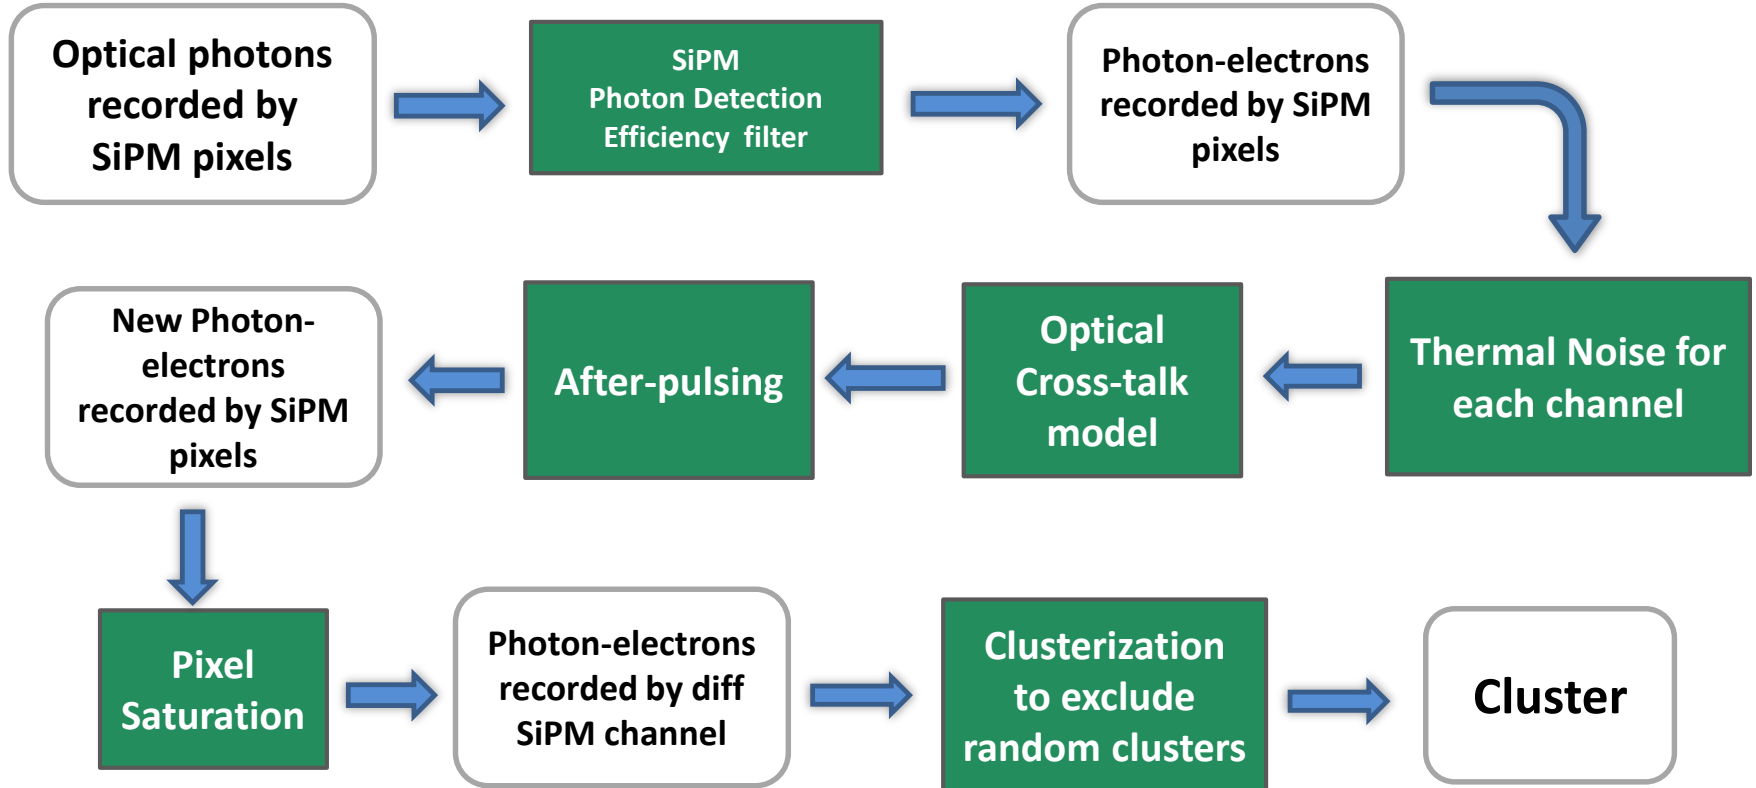 Optical photons
recorded by
SiPM pixels
SiPM
Photon Detection
Efficiency filter
Photon-electrons
recorded by SiPM
pixels
Thermal Noise for
each channel
Optical
Cross-talk
model
After-pulsing
New Photon-
electrons
recorded by SiPM
pixels
Pixel
Saturation
Photon-electrons
recorded by diff
SiPM channel
Clusterization
to exclude
random clusters
Cluster